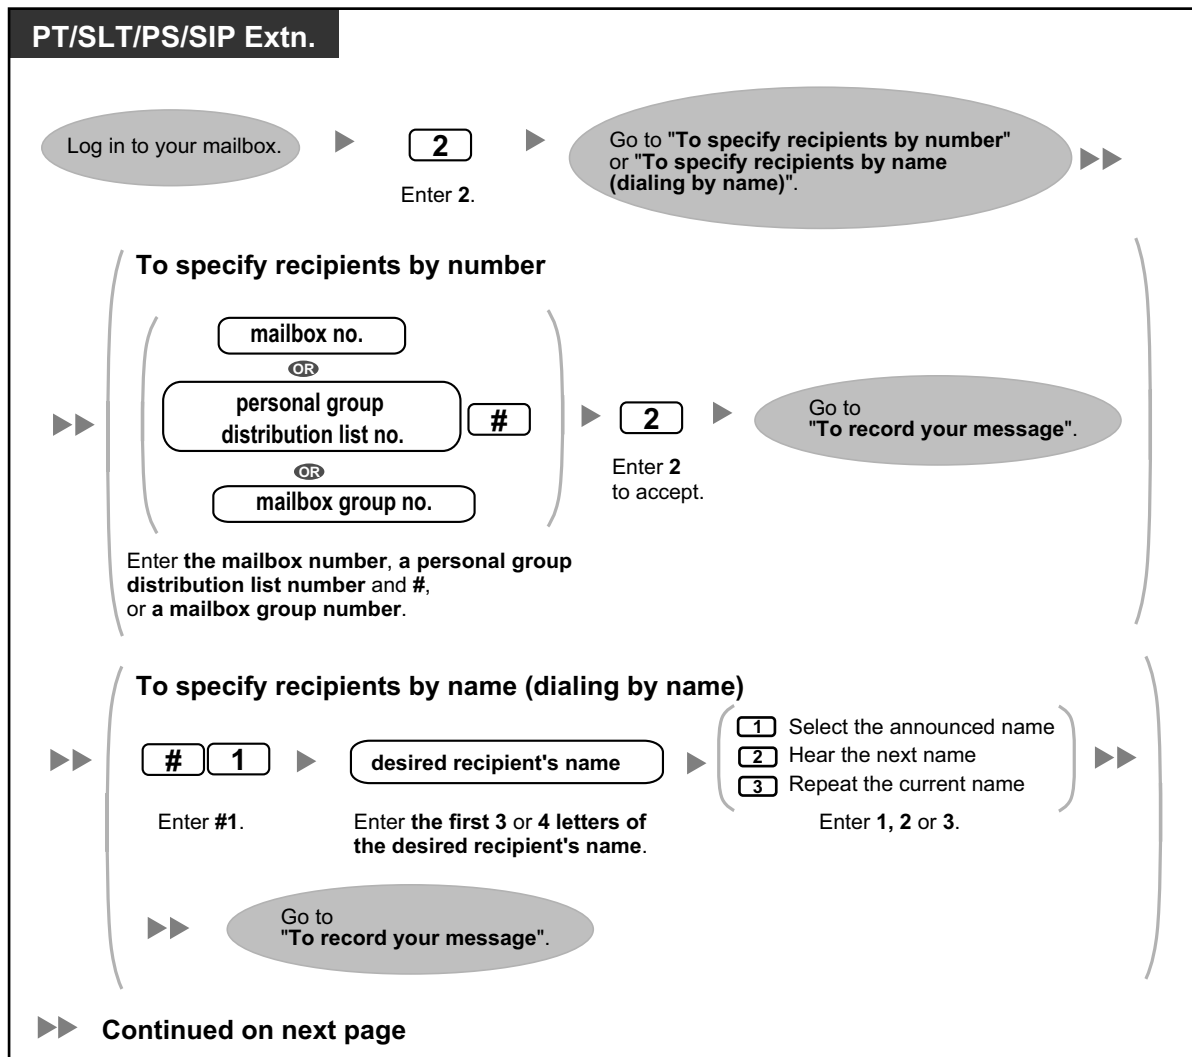 PT/SLT/PS/SIP Extn.
Log in to your mailbox.
2
Enter 2.
Go to "To specify recipients by number"
or "To specify recipients by name
(dialing by name)".
To specify recipients by number
mailbox no.
OR
personal group
distribution list no.
#
OR
mailbox group no.
Enter the mailbox number, a personal group
distribution list number and #,
or a mailbox group number.
2
Enter 2
to accept.
Go to
"To record your message".
To specify recipients by name (dialing by name)
# 1
Enter #1.
desired recipient's name
Enter the first 3 or 4 letters of
the desired recipient's name.
1 Select the announced name
2 Hear the next name
3 Repeat the current name
Enter 1, 2 or 3.
Go to
"To record your message".
Continued on next page